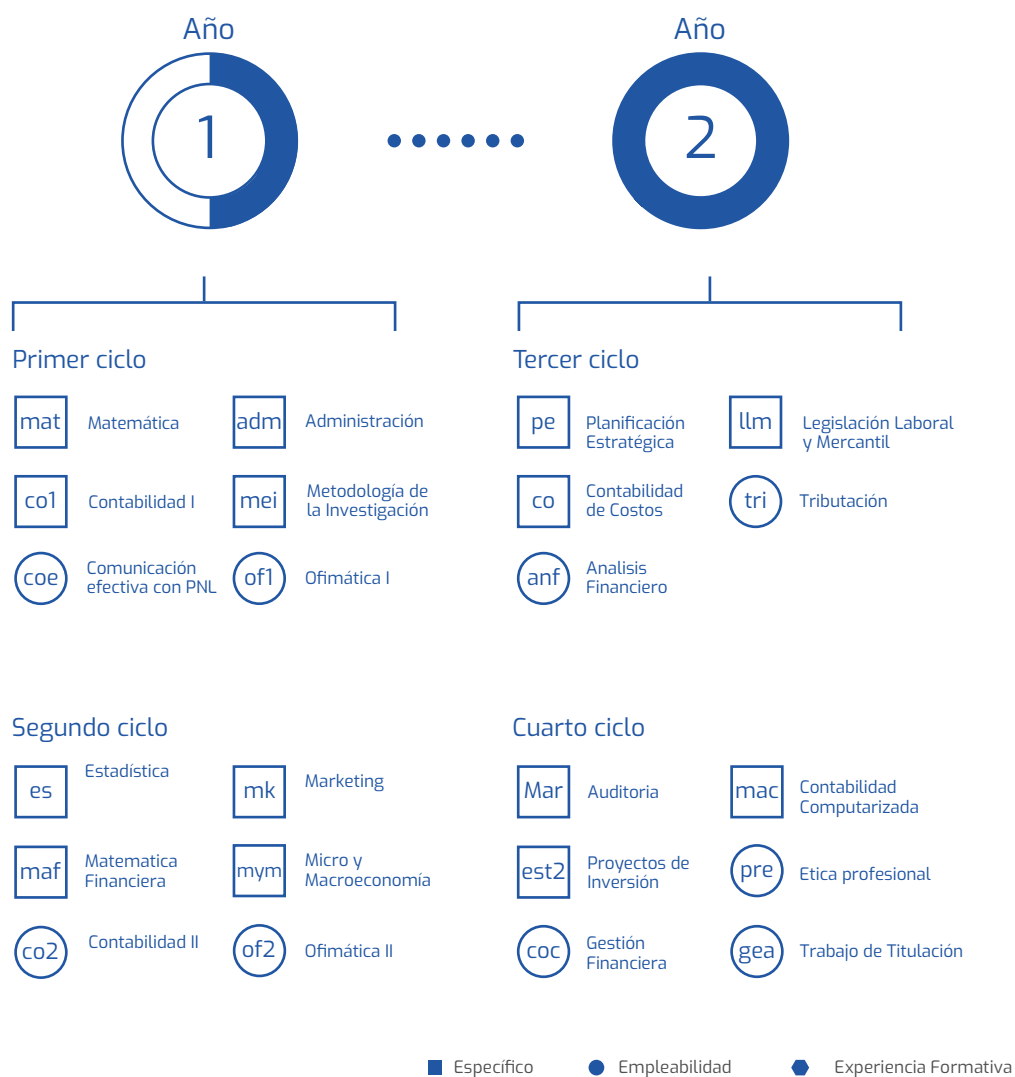 Año
Año
1
2
Primer ciclo
mat
Matemática
adm
Administración
co1
Contabilidad I
mei
Metodología de
la Investigación
coe
Comunicación
efectiva con PNL
of1
Ofimática I
Tercer ciclo
pe
Planificación
Estratégica
llm
Legislación Laboral
y Mercantil
co
Contabilidad
de Costos
tri
Tributación
anf
Analisis
Financiero
Segundo ciclo
es
Estadística
mk
Marketing
maf
Matematica
Financiera
mym
Micro y
Macroeconomía
co2
Contabilidad II
of2
Ofimática II
Cuarto ciclo
Mar
Auditoria
mac
Contabilidad
Computarizada
est2
Proyectos de
Inversión
pre
Etica profesional
coc
Gestión
Financiera
gea
Trabajo de Titulación
Específico
Empleabilidad
Experiencia Formativa